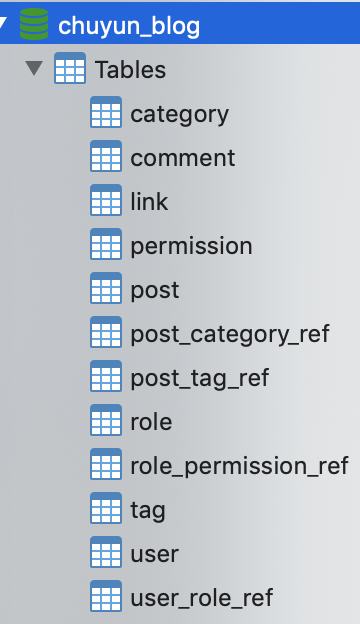 chuyun_blog
Tables
category
comment
link
permission
post
post_category_ref
post_tag_ref
role
role_permission_ref
tag
user
user_role_ref